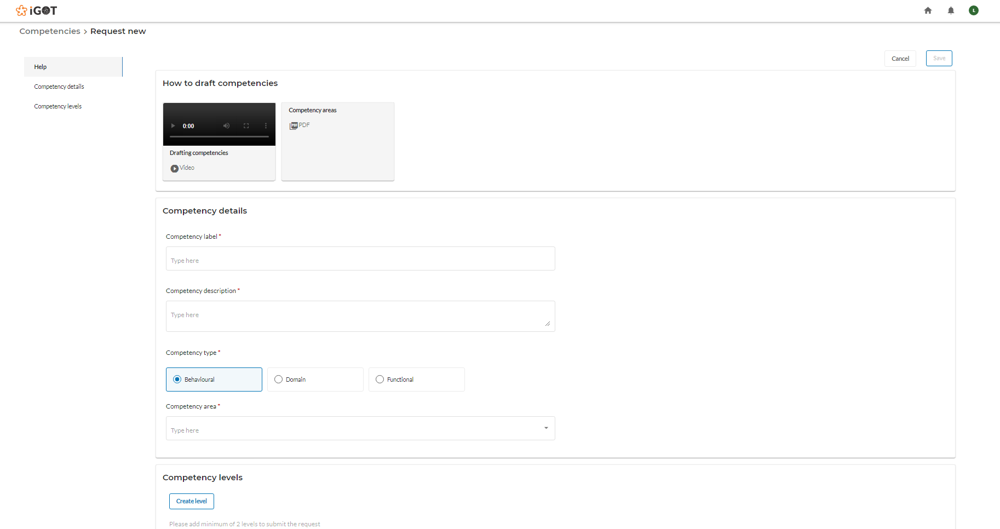 iGOT
L
Competencies > Request new
Help
Competency details
Competency levels
Cancel
Save
How to draft competencies
0:00
Drafting competencies
Video
Competency areas
PDF
PDF
Competency details
Competency label *
Type here
Competency description *
Type here
Competency type *
Behavioural
Domain
Functional
Competency area *
Type here
Competency levels
Create level
Please add minimum of 2 levels to submit the request